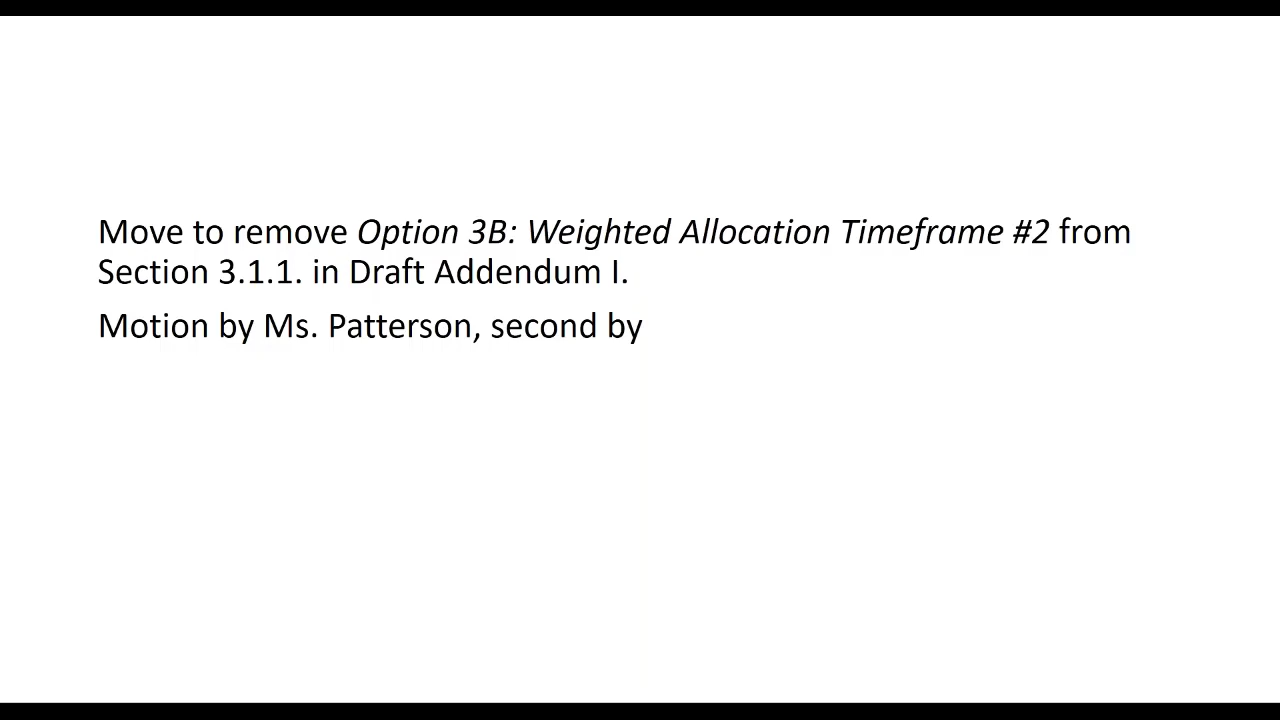 Move to remove Option 3B: Weighted Allocation Timeframe #2 from
Section 3.1.1. in Draft Addendum I.
Motion by Ms. Patterson, second by